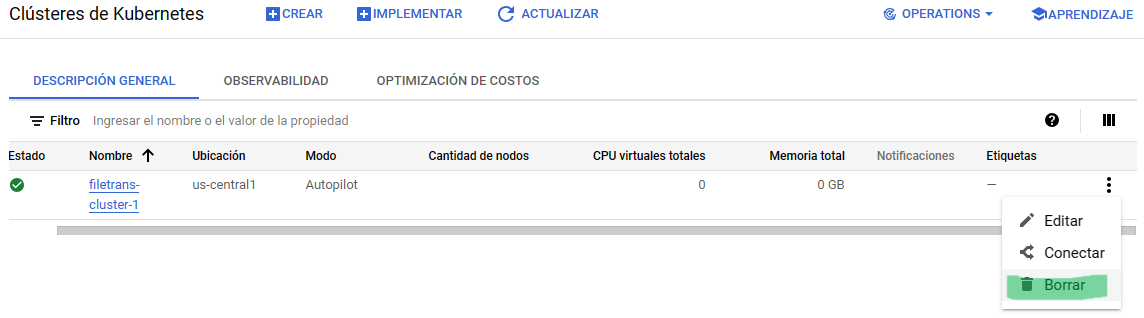 Clústeres de Kubernetes CREAR IMPLEMENTAR ACTUALIZAR OPERATIONS APRENDIZAJE
DESCRIPCIÓN GENERAL OBSERVABILIDAD OPTIMIZACIÓN DE COSTOS
Filtro Ingresar el nombre o el valor de la propiedad
Estado Nombre Ubicación Modo Cantidad de nodos CPU virtuales totales Memoria total Notificaciones Etiquetas
filetrans- us-central1 Autopilot 0 0 GB —
cluster-1
Editar
Conectar
Borrar